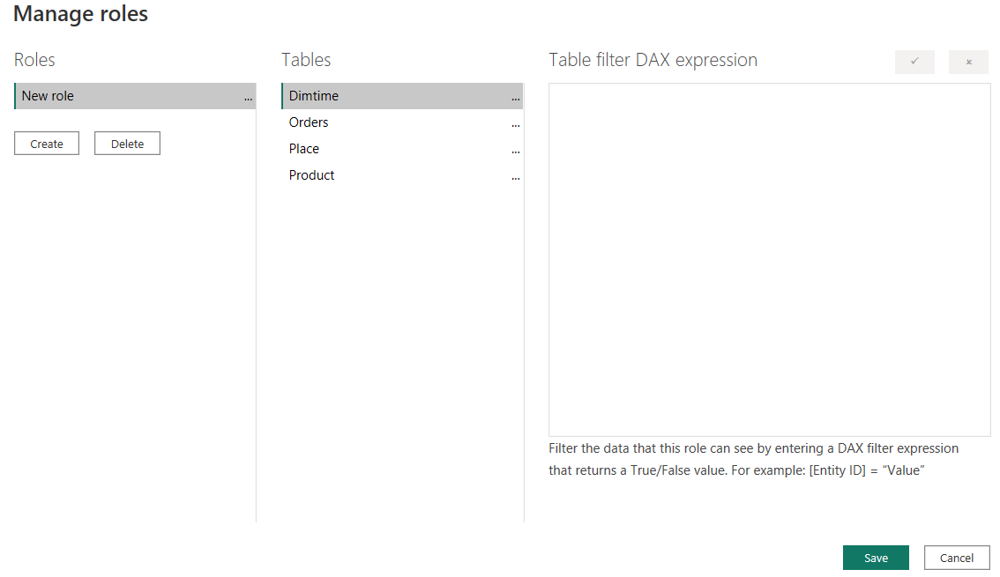 Manage roles
Roles
New role
...
Create
Delete
Tables
Dimtime
...
Orders
...
Place
...
Product
...
Table filter DAX expression
✓
×
Filter the data that this role can see by entering a DAX filter expression
that returns a True/False value. For example: [Entity ID] = “Value”
Save
Cancel